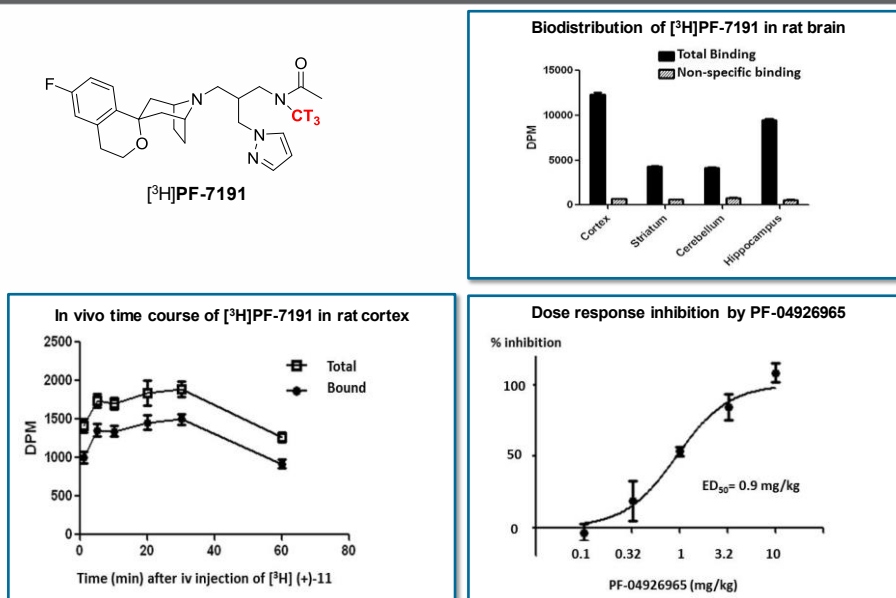 F
N
N
O
CT₃
O
N
N
[³H]PF-7191
Biodistribution of [³H]PF-7191 in rat brain
Total Binding
Non-specific binding
15000
10000
5000
0
DPM
Cortex
Striatum
Cerebellum
Hippocampus
In vivo time course of [³H]PF-7191 in rat cortex
2500
2000
1500
1000
500
0
DPM
Total
Bound
0 20 40 60 80
Time (min) after iv injection of [³H] (+)-11
Dose response inhibition by PF-04926965
% inhibition
100
50
0
ED₅₀= 0.9 mg/kg
0.1 0.32 1 3.2 10
PF-04926965 (mg/kg)